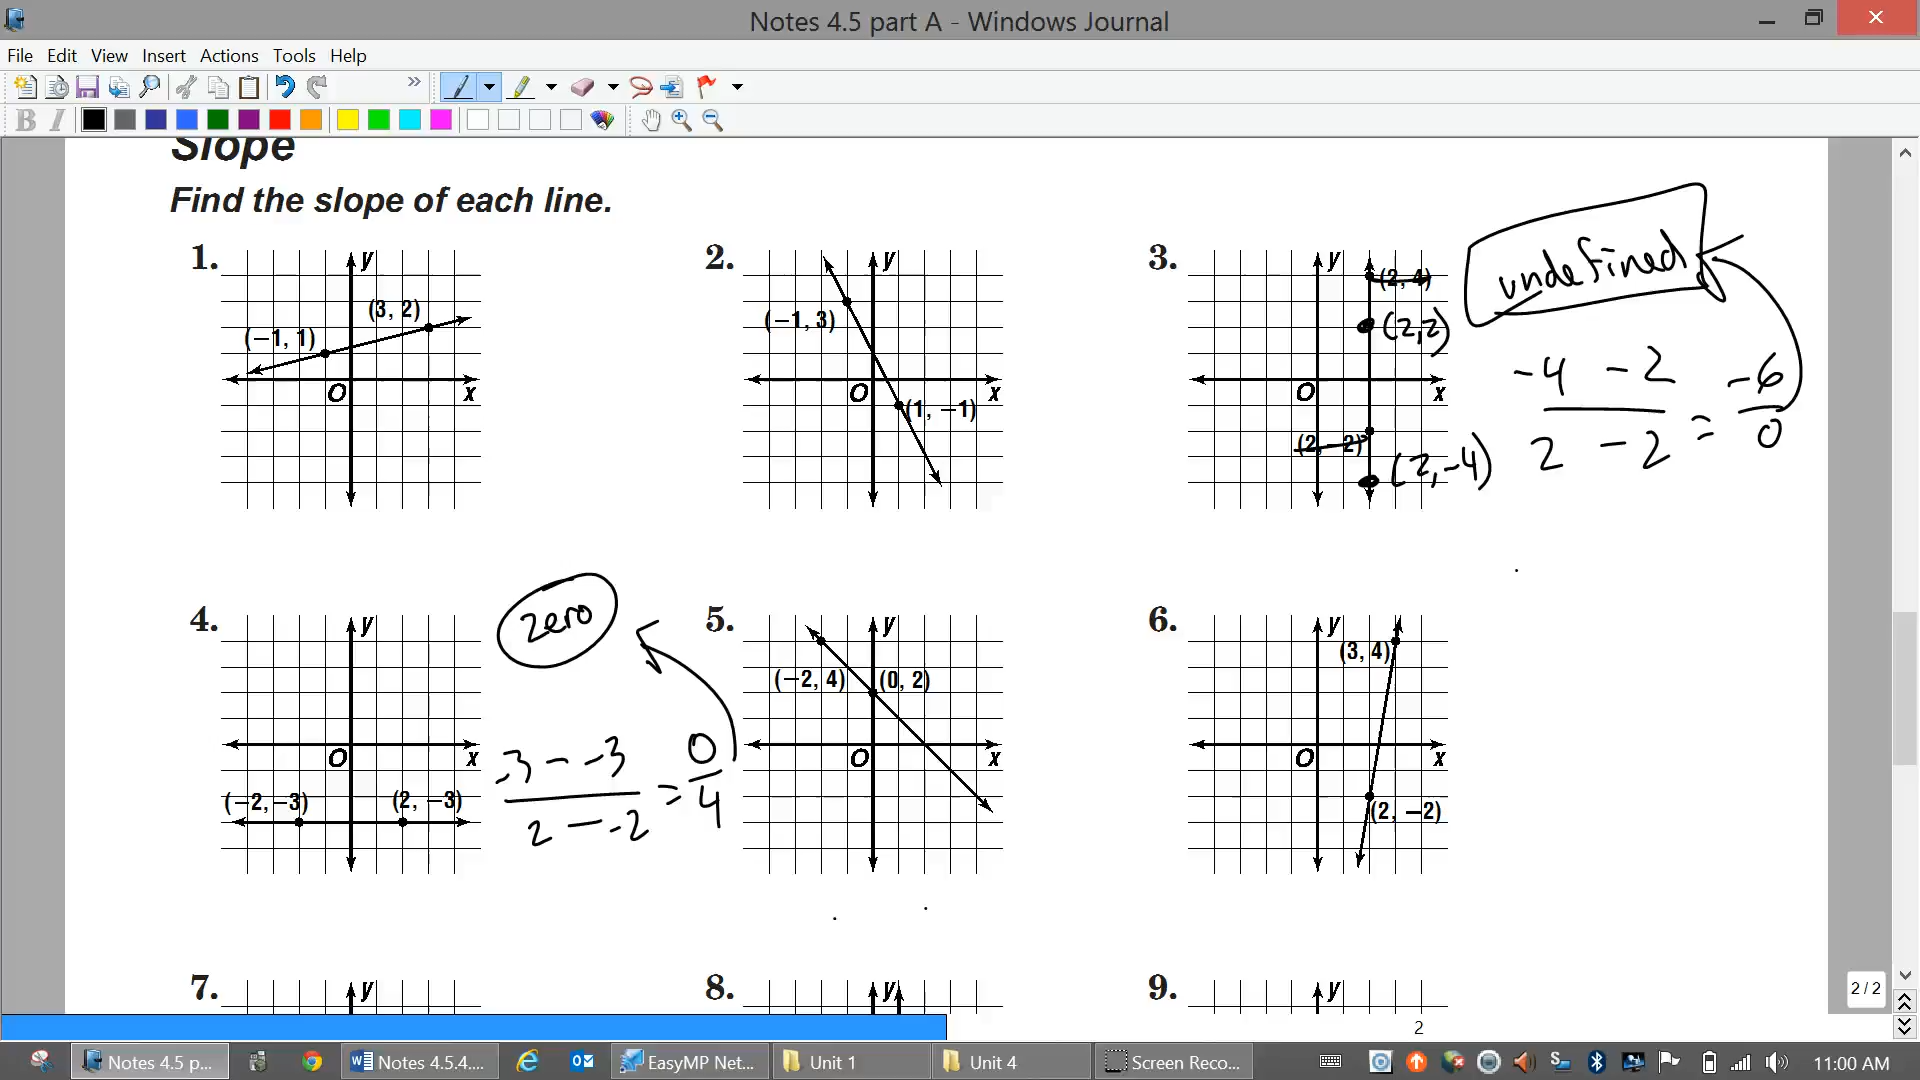 Notes 4.5 part A - Windows Journal
File Edit View Insert Actions Tools Help
B I
Slope
Find the slope of each line.
1.
y
(3, 2)
(−1, 1)
O
x
2.
y
(−1, 3)
O
x
(1, −1)
3.
y
(2, 4)
(2,2)
O
x
(2, −2)
(2,-4)
undefined
-4 - 2
2 - 2
=
-6
0
4.
y
O
x
(−2, −3)
(2, −3)
zero
-3 - -3
2 - -2
=
0
4
5.
y
(−2, 4)
(0, 2)
O
x
6.
y
(3, 4)
O
x
(2, −2)
7.
y
8.
y
9.
y
2 / 2
2
Notes 4.5 p... Notes 4.5.4.... EasyMP Net... Unit 1 Unit 4 Screen Reco... 11:00 AM